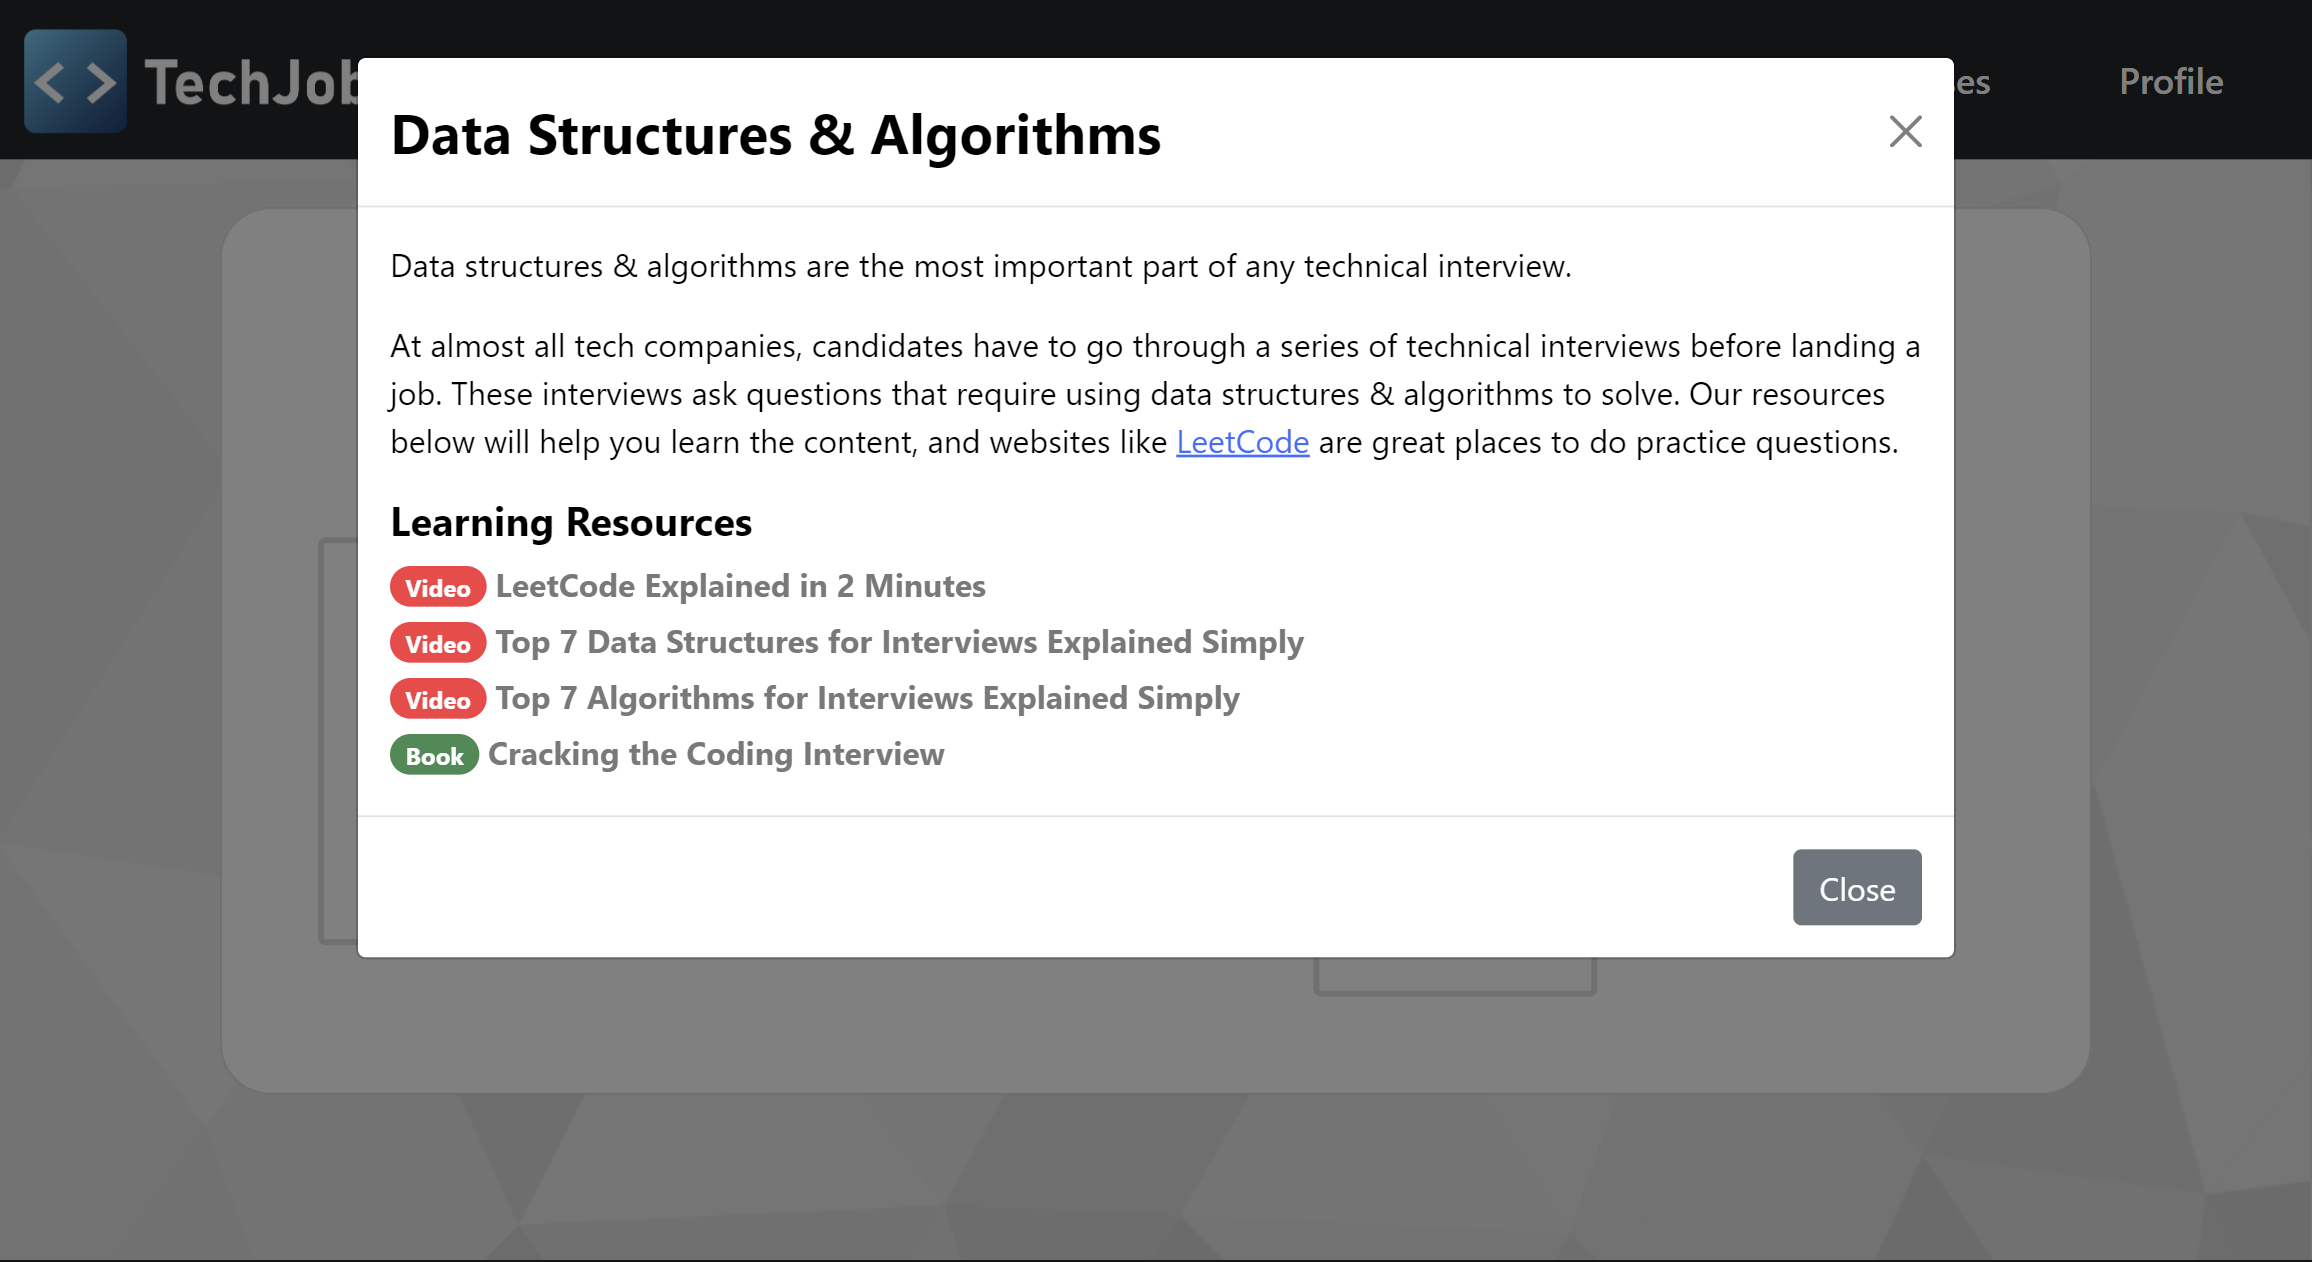 < > TechJob
es
Profile
Data Structures & Algorithms
Data structures & algorithms are the most important part of any technical interview.
At almost all tech companies, candidates have to go through a series of technical interviews before landing a
job. These interviews ask questions that require using data structures & algorithms to solve. Our resources
below will help you learn the content, and websites like LeetCode are great places to do practice questions.
Learning Resources
Video LeetCode Explained in 2 Minutes
Video Top 7 Data Structures for Interviews Explained Simply
Video Top 7 Algorithms for Interviews Explained Simply
Book Cracking the Coding Interview
Close